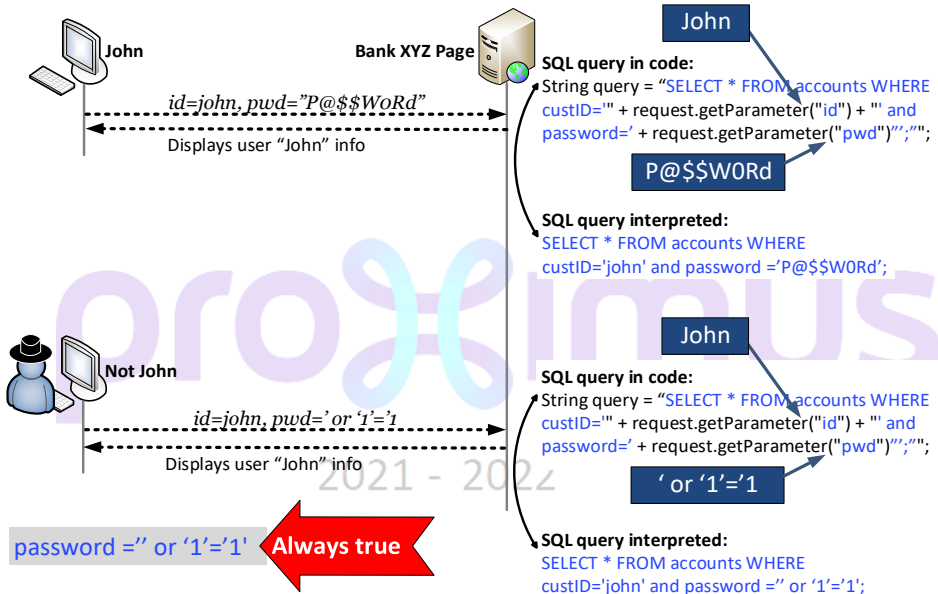 John
John
Bank XYZ Page
SQL query in code:
String query = “SELECT * FROM accounts WHERE
custID='" + request.getParameter("id") + "' and
password=’ + request.getParameter("pwd")”’;”";
id=john, pwd=”P@$$W0Rd”
Displays user “John” info
P@$$W0Rd
SQL query interpreted:
SELECT * FROM accounts WHERE
custID='john' and password =’P@$$W0Rd’;
proximus
John
Not John
SQL query in code:
String query = “SELECT * FROM accounts WHERE
custID='" + request.getParameter("id") + "' and
password=’ + request.getParameter("pwd")”’;”";
id=john, pwd=’ or ‘1’=’1
Displays user “John” info
2021 - 2022
‘ or ‘1’=’1
password =’’ or ‘1’=’1'
Always true
SQL query interpreted:
SELECT * FROM accounts WHERE
custID='john' and password =’’ or ‘1’=’1’;